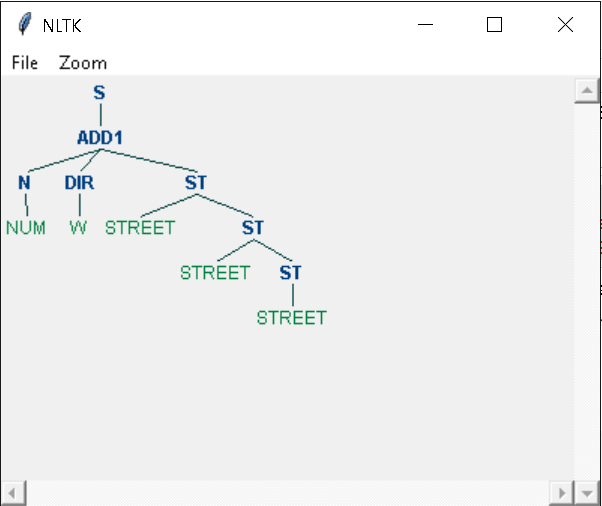 NLTK
File Zoom
S
ADD1
N DIR ST
NUM W STREET ST
STREET ST
STREET